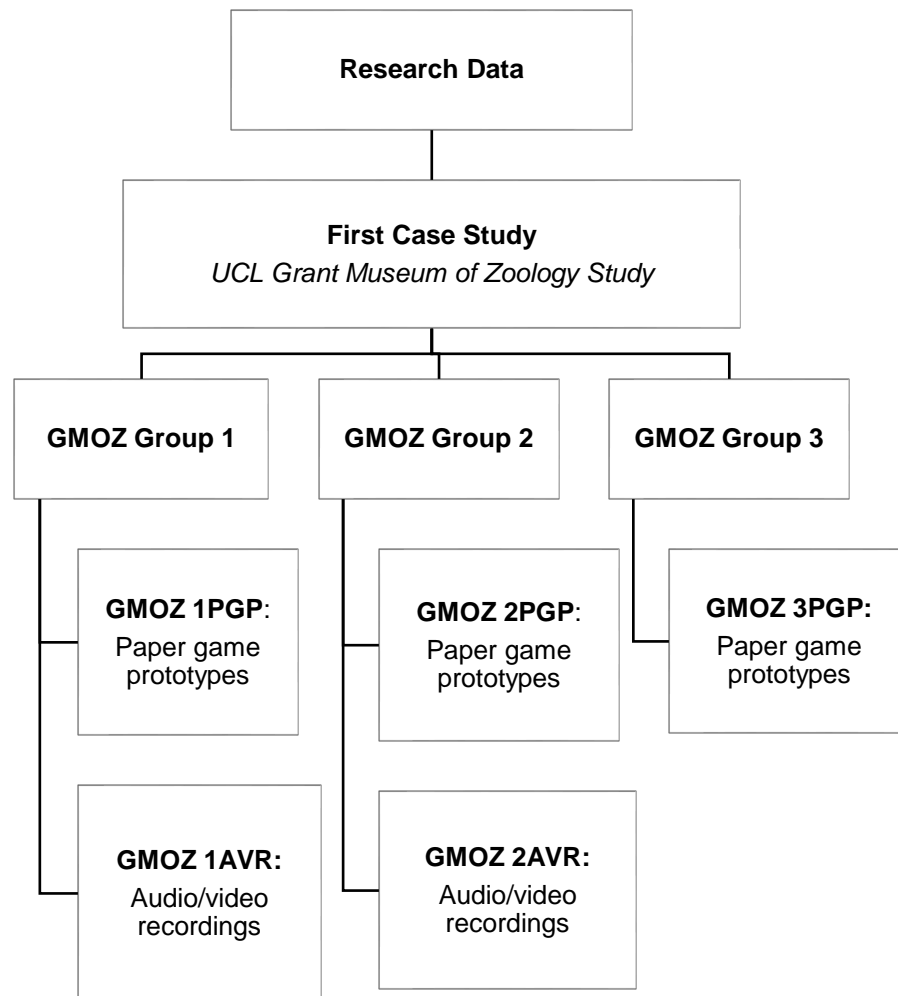 Research Data
First Case Study
UCL Grant Museum of Zoology Study
GMOZ Group 1
GMOZ Group 2
GMOZ Group 3
GMOZ 1PGP:
Paper game
prototypes
GMOZ 2PGP:
Paper game
prototypes
GMOZ 3PGP:
Paper game
prototypes
GMOZ 1AVR:
Audio/video
recordings
GMOZ 2AVR:
Audio/video
recordings